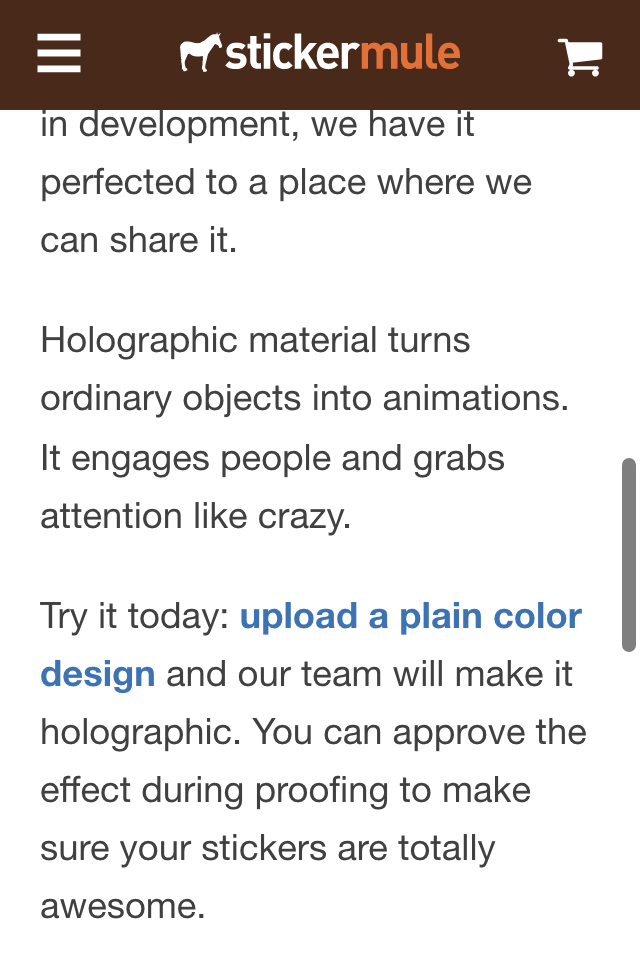 stickermule
in development, we have it
perfected to a place where we
can share it.
Holographic material turns
ordinary objects into animations.
It engages people and grabs
attention like crazy.
Try it today: upload a plain color
design and our team will make it
holographic. You can approve the
effect during proofing to make
sure your stickers are totally
awesome.